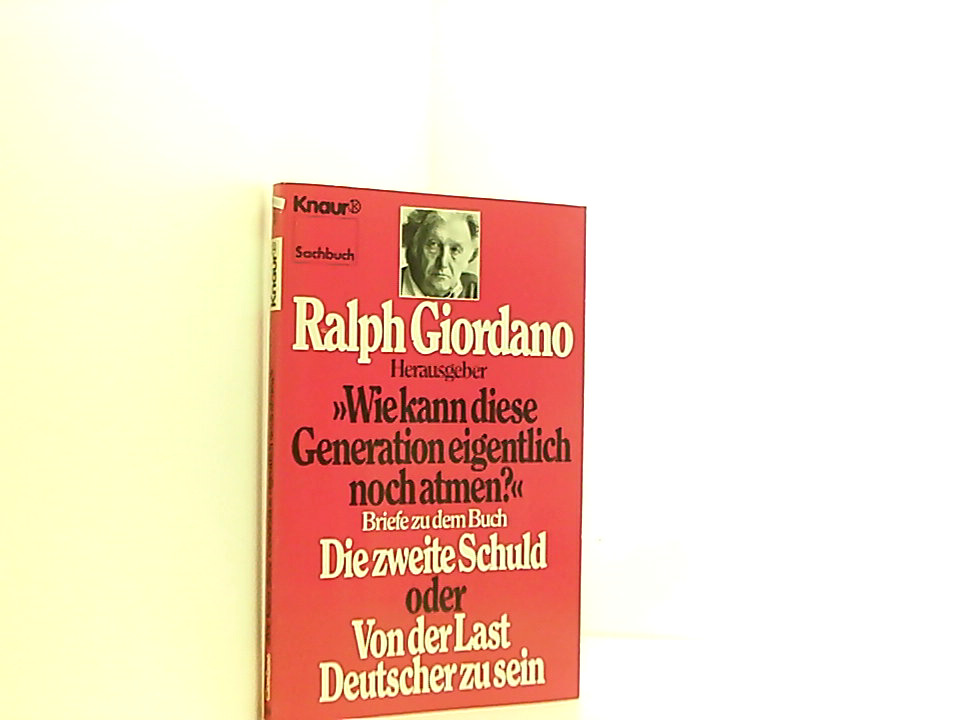 Knaur®
Sachbuch
Knaur®
Ralph Giordano
Herausgeber
»Wie kann diese
Generation eigentlich
noch atmen?«
Briefe zu dem Buch
Die zweite Schuld
oder
Von der Last
Deutscher zu sein